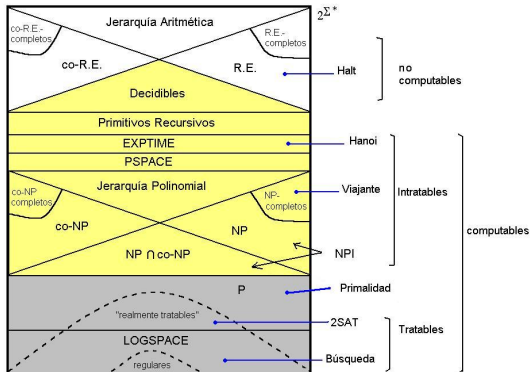 Jerarquía Aritmética
2^Σ*
co-R.E.-
completos
R.E.-
completos
co-R.E.
R.E.
Halt
no
computables
Decidibles
Primitivos Recursivos
EXPTIME
Hanoi
PSPACE
Jerarquía Polinomial
co-NP
completos
NP-
completos
Viajante
Intratables
co-NP
NP
computables
NP ∩ co-NP
NPI
P
Primalidad
"realmente tratables"
2SAT
Tratables
LOGSPACE
Búsqueda
regulares